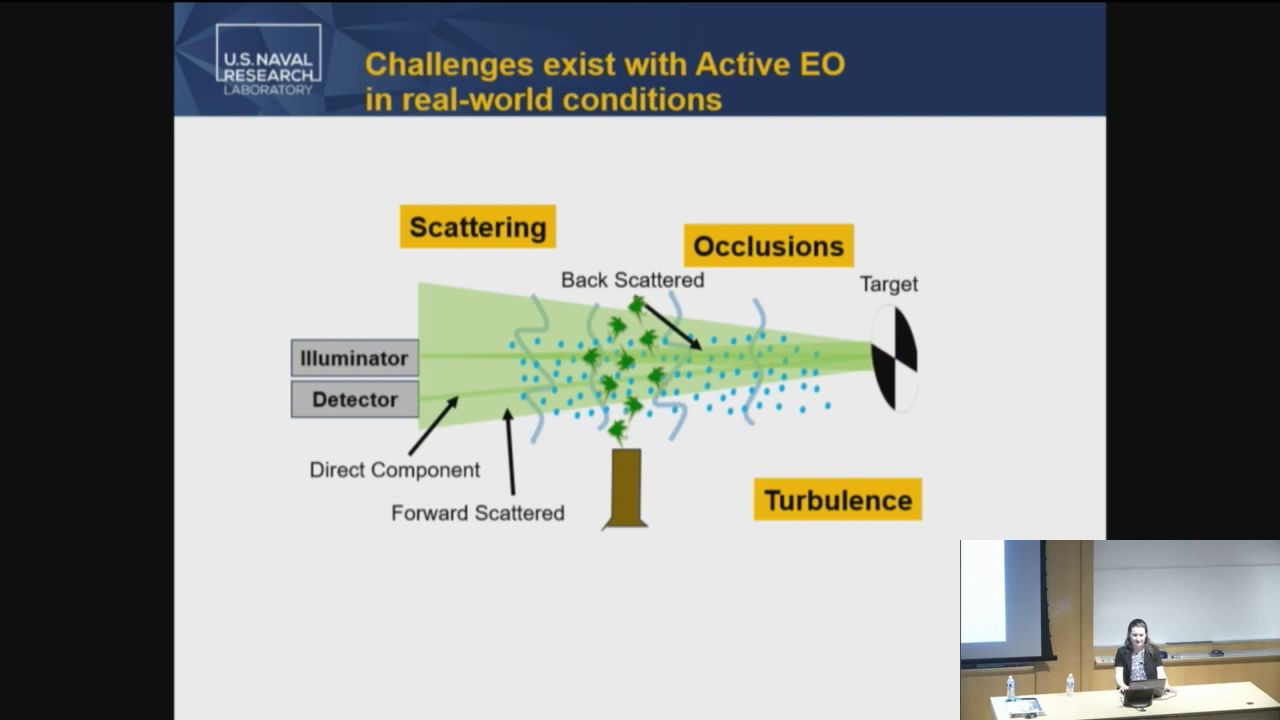 U.S. NAVAL
RESEARCH
LABORATORY
Challenges exist with Active EO
in real-world conditions
Scattering
Occlusions
Back Scattered
Target
Illuminator
Detector
Direct Component
Forward Scattered
Turbulence